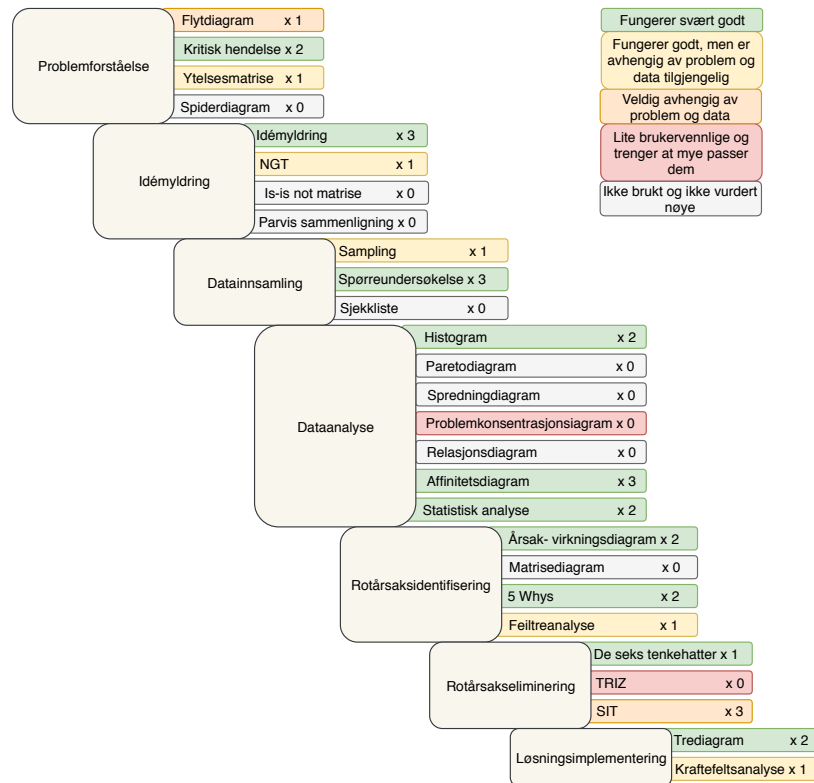 Problemforståelse
Flytdiagram x 1
Kritisk hendelse x 2
Ytelsesmatrise x 1
Spiderdiagram x 0
Idémyldring
Idémyldring x 3
NGT x 1
Is-is not matrise x 0
Parvis sammenligning x 0
Datainnsamling
Sampling x 1
Spørreundersøkelse x 3
Sjekkliste x 0
Dataanalyse
Histogram x 2
Paretodiagram x 0
Spredningdiagram x 0
Problemkonsentrasjonsiagram x 0
Relasjonsdiagram x 0
Affinitetsdiagram x 3
Statistisk analyse x 2
Rotårsaksidentifisering
Årsak- virkningsdiagram x 2
Matrisediagram x 0
5 Whys x 2
Feiltreanalyse x 1
Rotårsakseliminering
De seks tenkehatter x 1
TRIZ x 0
SIT x 3
Løsningsimplementering
Trediagram x 2
Kraftefeltsanalyse x 1
Fungerer svært godt
Fungerer godt, men er
avhengig av problem og
data tilgjengelig
Veldig avhengig av
problem og data
Lite brukervennlige og
trenger at mye passer
dem
Ikke brukt og ikke vurdert
nøye